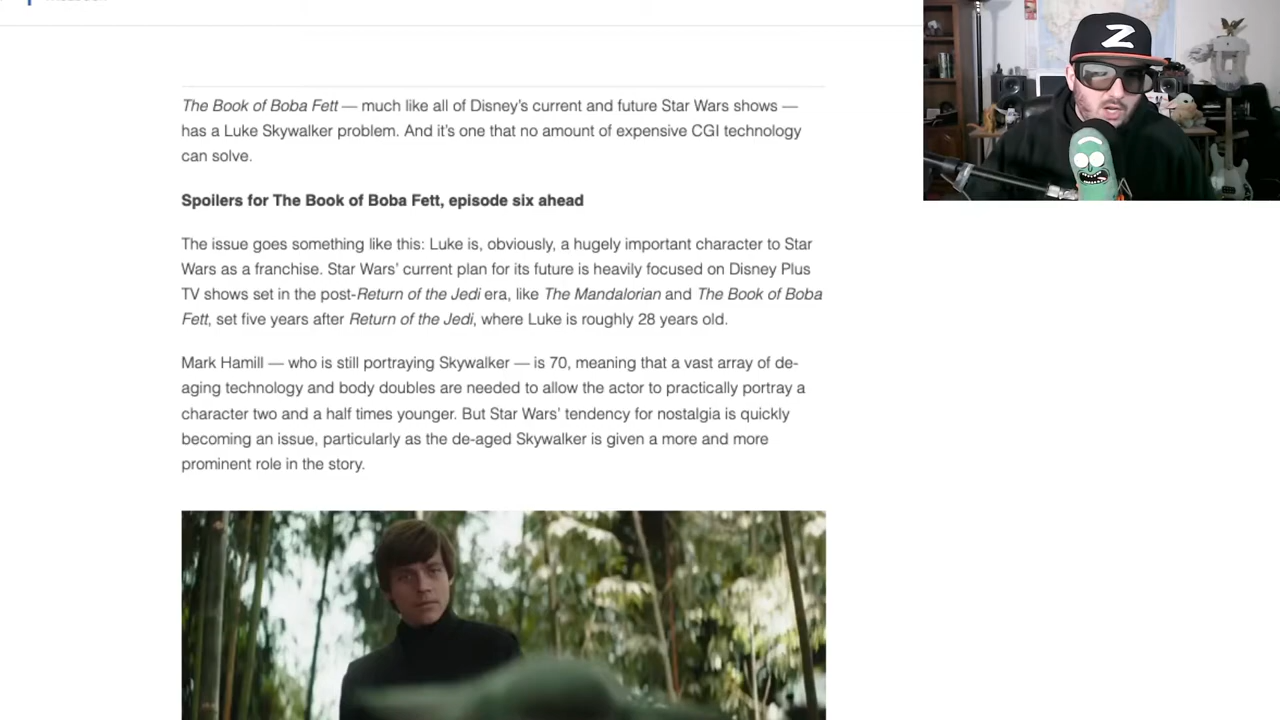 The Book of Boba Fett — much like all of Disney’s current and future Star Wars shows —
has a Luke Skywalker problem. And it’s one that no amount of expensive CGI technology
can solve.
Spoilers for The Book of Boba Fett, episode six ahead
The issue goes something like this: Luke is, obviously, a hugely important character to Star
Wars as a franchise. Star Wars’ current plan for its future is heavily focused on Disney Plus
TV shows set in the post-Return of the Jedi era, like The Mandalorian and The Book of Boba
Fett, set five years after Return of the Jedi, where Luke is roughly 28 years old.
Mark Hamill — who is still portraying Skywalker — is 70, meaning that a vast array of de-
aging technology and body doubles are needed to allow the actor to practically portray a
character two and a half times younger. But Star Wars’ tendency for nostalgia is quickly
becoming an issue, particularly as the de-aged Skywalker is given a more and more
prominent role in the story.
Z